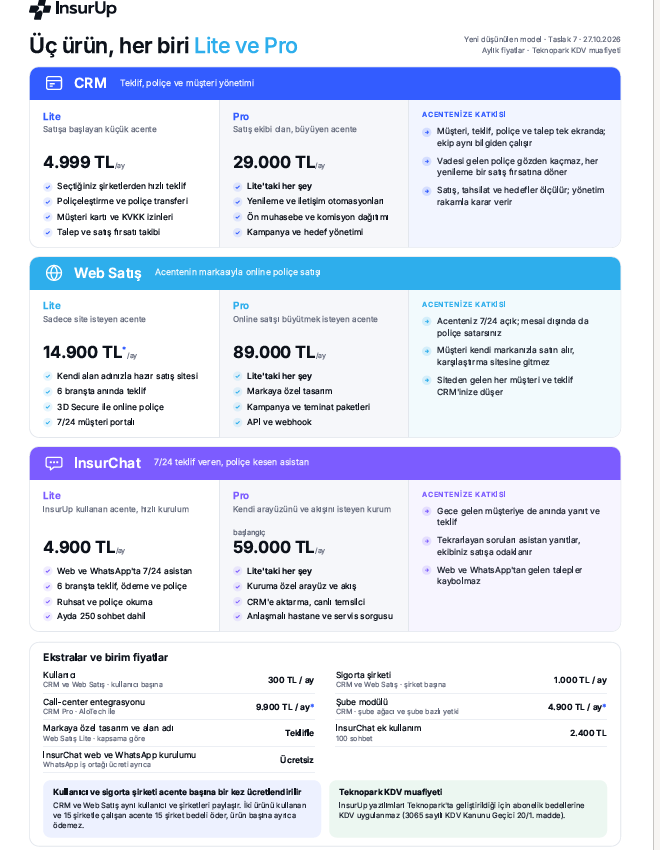 InsurUp
Üç ürün, her biri Lite ve Pro
Yeni düşünülen model · Taslak 7 · 27.10.2026
Aylık fiyatlar · Teknopark KDV muafiyeti
CRM Teklif, poliçe ve müşteri yönetimi
Lite
Satışa başlayan küçük acente
4.999 TL/ay
Seçtiğiniz şirketlerden hızlı teklif
Poliçeleştirme ve poliçe transferi
Müşteri kartı ve KVKK izinleri
Talep ve satış fırsatı takibi
Pro
Satış ekibi olan, büyüyen acente
29.000 TL/ay
Lite'taki her şey
Yenileme ve iletişim otomasyonları
Ön muhasebe ve komisyon dağıtımı
Kampanya ve hedef yönetimi
ACENTENİZE KATKISI
Müşteri, teklif, poliçe ve talep tek ekranda;
ekip aynı bilgiden çalışır
Vadesi gelen poliçe gözden kaçmaz, her
yenileme bir satış fırsatına döner
Satış, tahsilat ve hedefler ölçülür; yönetim
rakamla karar verir
Web Satış Acentenin markasıyla online poliçe satışı
Lite
Sadece site isteyen acente
14.900 TL*/ay
Kendi alan adınızla hazır satış sitesi
6 branşta anında teklif
3D Secure ile online poliçe
7/24 müşteri portalı
Pro
Online satışı büyütmek isteyen acente
89.000 TL/ay
Lite'taki her şey
Markaya özel tasarım
Kampanya ve teminat paketleri
API ve webhook
ACENTENİZE KATKISI
Acenteniz 7/24 açık; mesai dışında da
poliçe satarsınız
Müşteri kendi markanızla satın alır,
karşılaştırma sitesine gitmez
Siteden gelen her müşteri ve teklif
CRM'inize düşer
InsurChat 7/24 teklif veren, poliçe kesen asistan
Lite
InsurUp kullanan acente, hızlı kurulum
4.900 TL/ay
Web ve WhatsApp'ta 7/24 asistan
6 branşta teklif, ödeme ve poliçe
Ruhsat ve poliçe okuma
Ayda 250 sohbet dahil
Pro
Kendi arayüzünü ve akışını isteyen kurum
başlangıç
59.000 TL/ay
Lite'taki her şey
Kuruma özel arayüz ve akış
CRM'e aktarma, canlı temsilci
Anlaşmalı hastane ve servis sorgusu
ACENTENİZE KATKISI
Gece gelen müşteriye de anında yanıt ve
teklif
Tekrarlayan soruları asistan yanıtlar,
ekibiniz satışa odaklanır
Web ve WhatsApp'tan gelen talepler
kaybolmaz
Ekstralar ve birim fiyatlar
Kullanıcı 300 TL / ay
CRM ve Web Satış · kullanıcı başına
Call-center entegrasyonu 9.900 TL / ay*
CRM Pro · AloTech ile
Markaya özel tasarım ve alan adı Teklifle
Web Satış Lite · kapsama göre
InsurChat web ve WhatsApp kurulumu Ücretsiz
WhatsApp iş ortağı ücreti ayrıca
Sigorta şirketi 1.000 TL / ay
CRM ve Web Satış · şirket başına
Şube modülü 4.900 TL / ay*
CRM · şube ağacı ve şube bazlı yetki
InsurChat ek kullanım 2.400 TL
100 sohbet
Kullanıcı ve sigorta şirketi acente başına bir kez ücretlendirilir
CRM ve Web Satış aynı kullanıcı ve şirketleri paylaşır. İki ürünü kullanan
ve 15 şirketle çalışan acente 15 şirket bedeli öder, ürün başına ayrıca
ödemez.
Teknopark KDV muafiyeti
InsurUp yazılımları Teknopark'ta geliştirildiği için abonelik bedellerine
KDV uygulanmaz (3065 sayılı KDV Kanunu Geçici 20/1. madde).